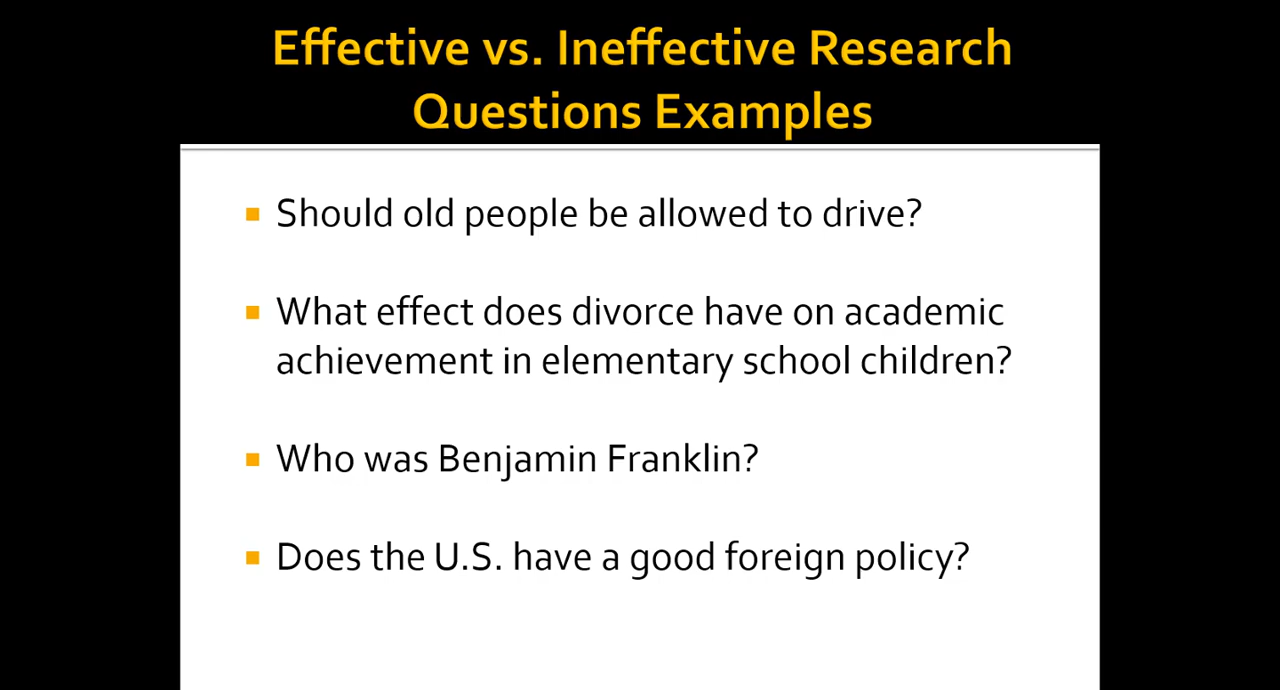 Effective vs. Ineffective Research
Questions Examples
Should old people be allowed to drive?
What effect does divorce have on academic
achievement in elementary school children?
Who was Benjamin Franklin?
Does the U.S. have a good foreign policy?